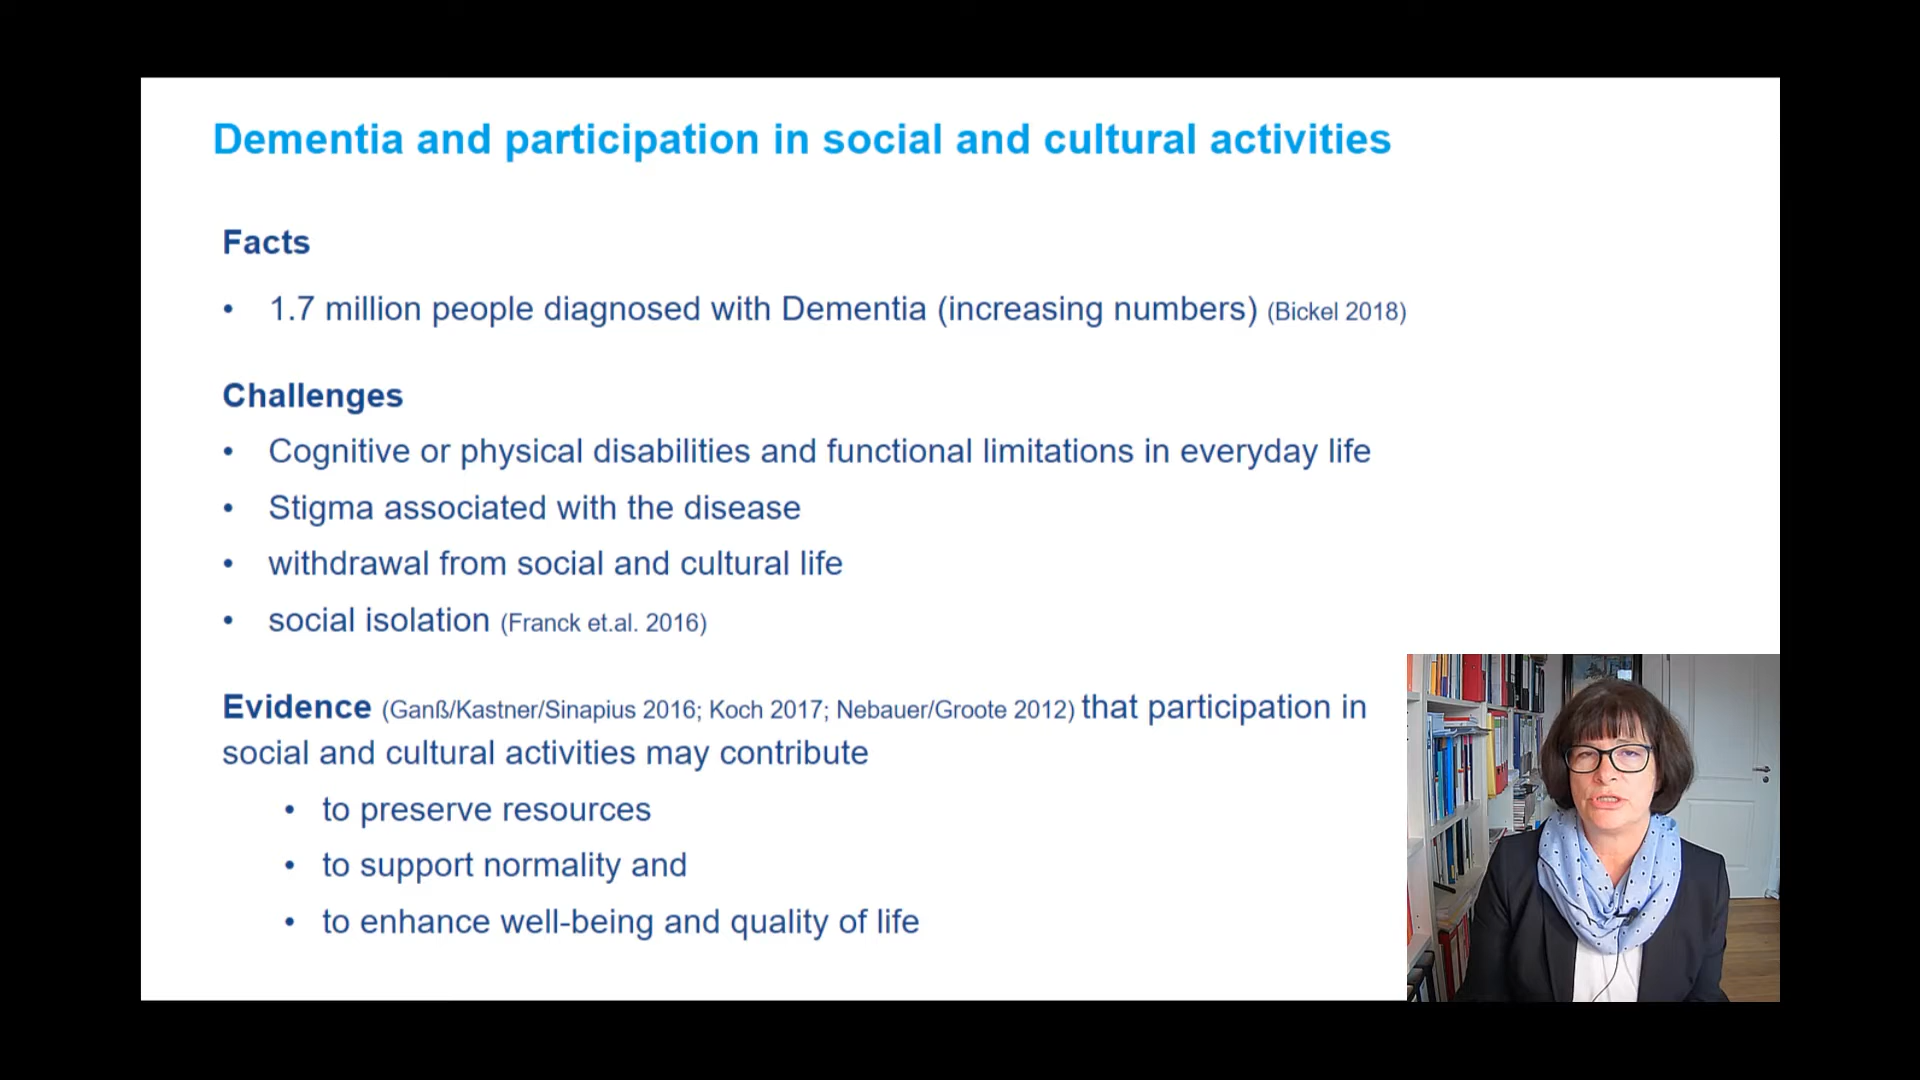 Dementia and participation in social and cultural activities
Facts
• 1.7 million people diagnosed with Dementia (increasing numbers) (Bickel 2018)
Challenges
• Cognitive or physical disabilities and functional limitations in everyday life
• Stigma associated with the disease
• withdrawal from social and cultural life
• social isolation (Franck et.al. 2016)
Evidence (Ganß/Kastner/Sinapius 2016; Koch 2017; Nebauer/Groote 2012) that participation in
social and cultural activities may contribute
• to preserve resources
• to support normality and
• to enhance well-being and quality of life